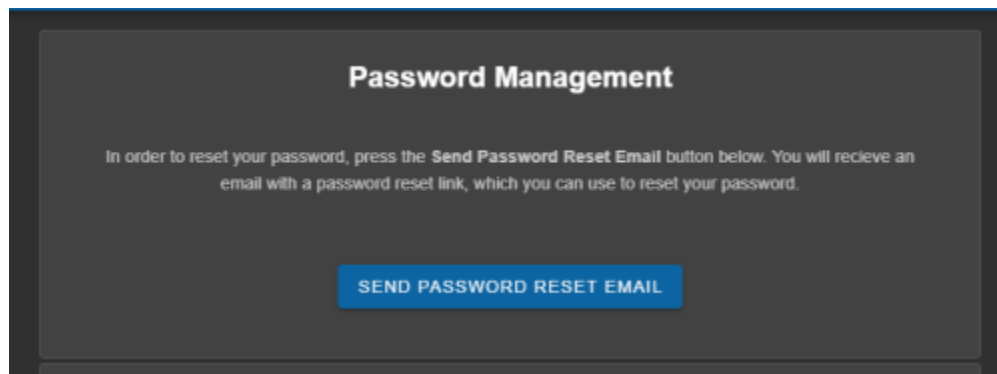 Password Management
In order to reset your password, press the Send Password Reset Email button below. You will recieve an
email with a password reset link, which you can use to reset your password.
SEND PASSWORD RESET EMAIL